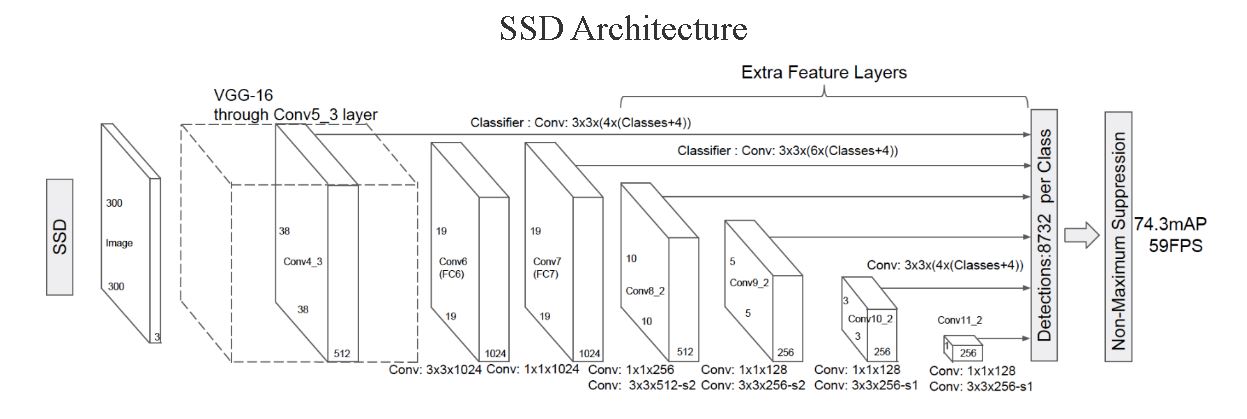 SSD Architecture
Extra Feature Layers
VGG-16
through Conv5_3 layer
Classifier : Conv: 3x3x(4x(Classes+4))
Classifier : Conv: 3x3x(6x(Classes+4))
SSD
300
Image
300
3
38
Conv4_3
38
512
19
Conv6
(FC6)
19
1024
19
Conv7
(FC7)
19
1024
10
Conv8_2
10
512
5
Conv9_2
5
256
Conv: 3x3x(4x(Classes+4))
3
Conv10_2
3
256
Conv11_2
1
256
Detections:8732 per Class
Non-Maximum Suppression
74.3mAP
59FPS
Conv: 3x3x1024
Conv: 1x1x1024
Conv: 1x1x256
Conv: 3x3x512-s2
Conv: 1x1x128
Conv: 3x3x256-s2
Conv: 1x1x128
Conv: 3x3x256-s1
Conv: 1x1x128
Conv: 3x3x256-s1